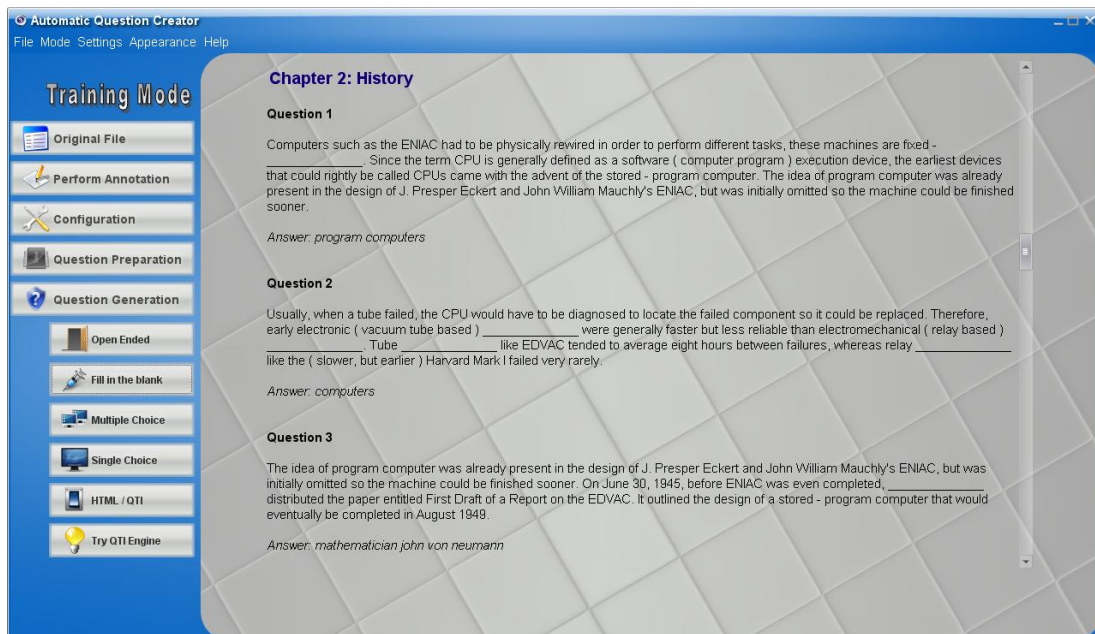 Automatic Question Creator
File Mode Settings Appearance Help
Training Mode
Original File
Perform Annotation
Configuration
Question Preparation
Question Generation
Open Ended
Fill in the blank
Multiple Choice
Single Choice
HTML / QTI
Try QTI Engine
Chapter 2: History
Question 1
Computers such as the ENIAC had to be physically rewired in order to perform different tasks, these machines are fixed -
______________. Since the term CPU is generally defined as a software ( computer program ) execution device, the earliest devices
that could rightly be called CPUs came with the advent of the stored - program computer. The idea of program computer was already
present in the design of J. Presper Eckert and John William Mauchly's ENIAC, but was initially omitted so the machine could be finished
sooner.
Answer: program computers
Question 2
Usually, when a tube failed, the CPU would have to be diagnosed to locate the failed component so it could be replaced. Therefore,
early electronic ( vacuum tube based ) ______________ were generally faster but less reliable than electromechanical ( relay based )
______________. Tube ______________ like EDVAC tended to average eight hours between failures, whereas relay ______________
like the ( slower, but earlier ) Harvard Mark I failed very rarely.
Answer: computers
Question 3
The idea of program computer was already present in the design of J. Presper Eckert and John William Mauchly's ENIAC, but was
initially omitted so the machine could be finished sooner. On June 30, 1945, before ENIAC was even completed, ______________
distributed the paper entitled First Draft of a Report on the EDVAC. It outlined the design of a stored - program computer that would
eventually be completed in August 1949.
Answer: mathematician john von neumann